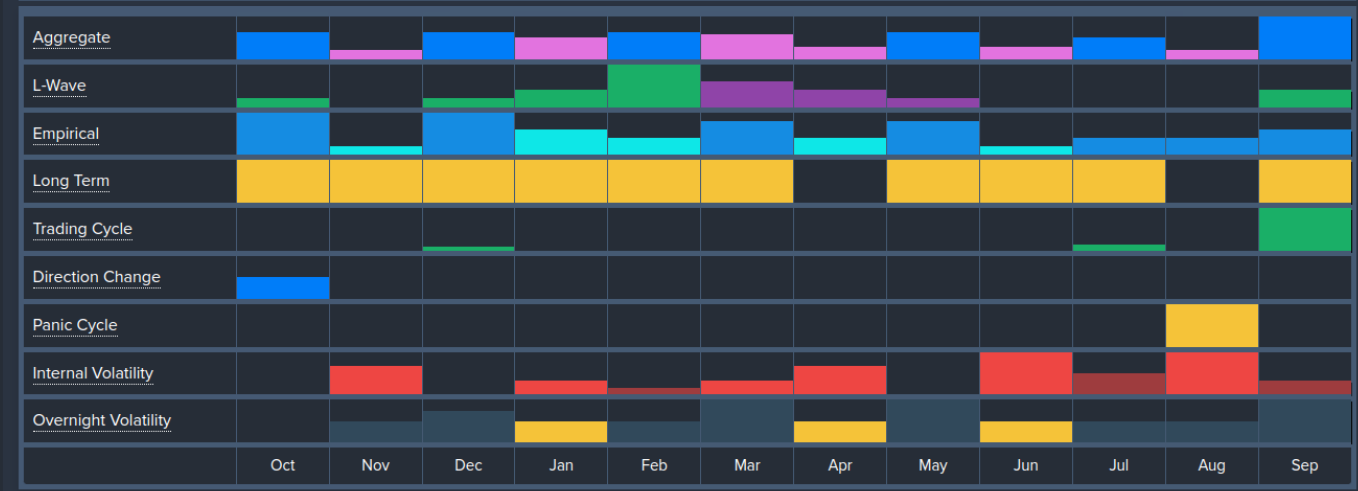 Aggregate
L-Wave
Empirical
Long Term
Trading Cycle
Direction Change
Panic Cycle
Internal Volatility
Overnight Volatility
Oct Nov Dec Jan Feb Mar Apr May Jun Jul Aug Sep